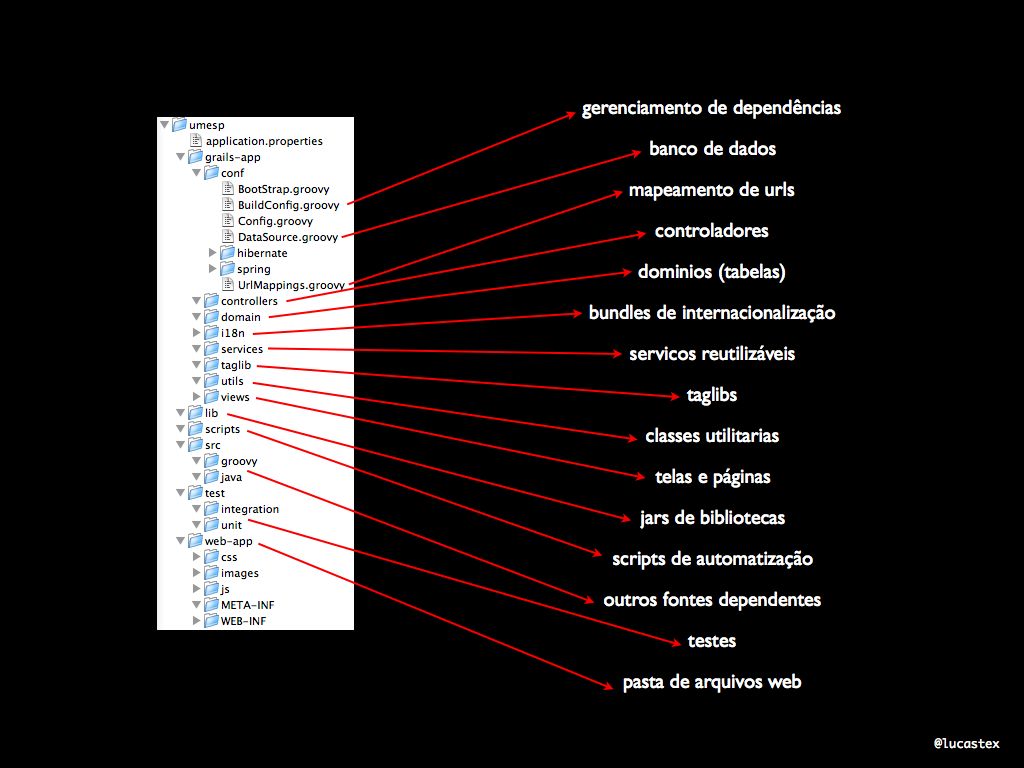 umesp
application.properties
grails-app
conf
BootStrap.groovy
BuildConfig.groovy
Config.groovy
DataSource.groovy
hibernate
spring
UrlMappings.groovy
controllers
domain
i18n
services
taglib
utils
views
lib
scripts
src
groovy
java
test
integration
unit
web-app
css
images
js
META-INF
WEB-INF
gerenciamento de dependências
banco de dados
mapeamento de urls
controladores
dominios (tabelas)
bundles de internacionalização
servicos reutilizáveis
taglibs
classes utilitarias
telas e páginas
jars de bibliotecas
scripts de automatização
outros fontes dependentes
testes
pasta de arquivos web
@lucastex